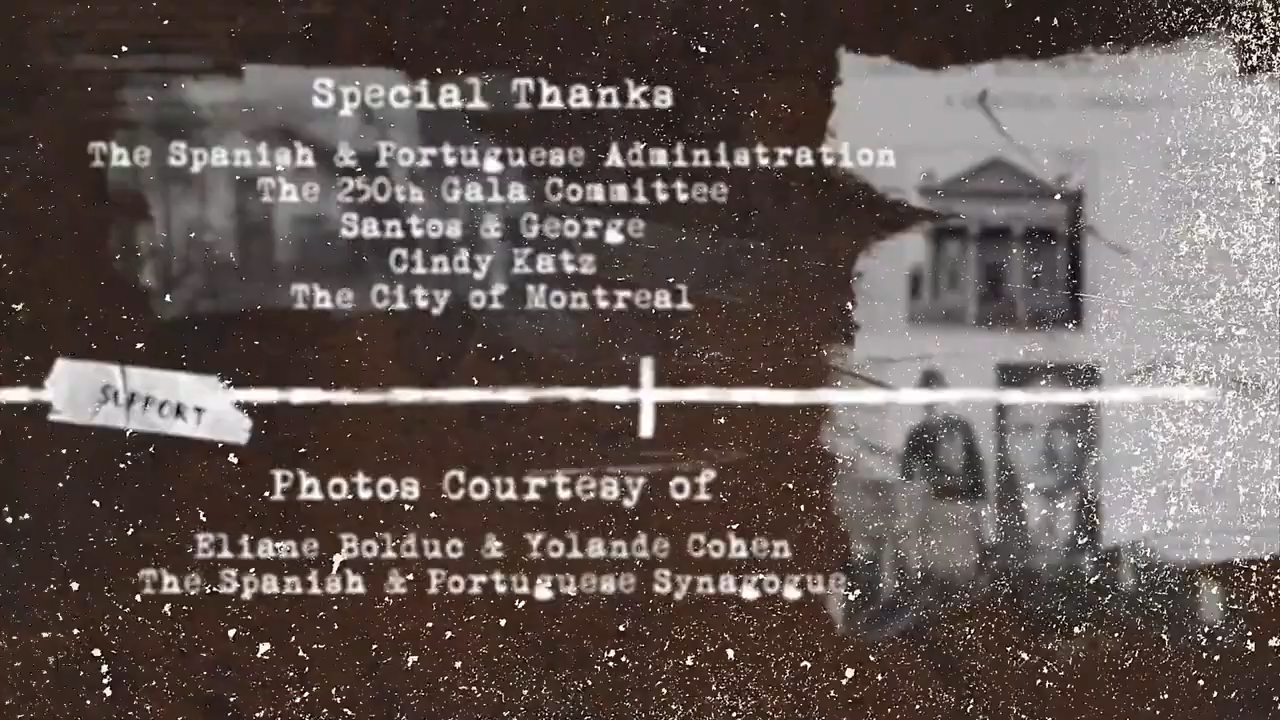 Special Thanks
The Spanish & Portuguese Administration
The 250th Gala Committee
Santos & George
Cindy Katz
The City of Montreal
SUPPORT
Photos Courtesy of
Eliane Bolduc & Yolande Cohen
The Spanish & Portuguese Synagogue